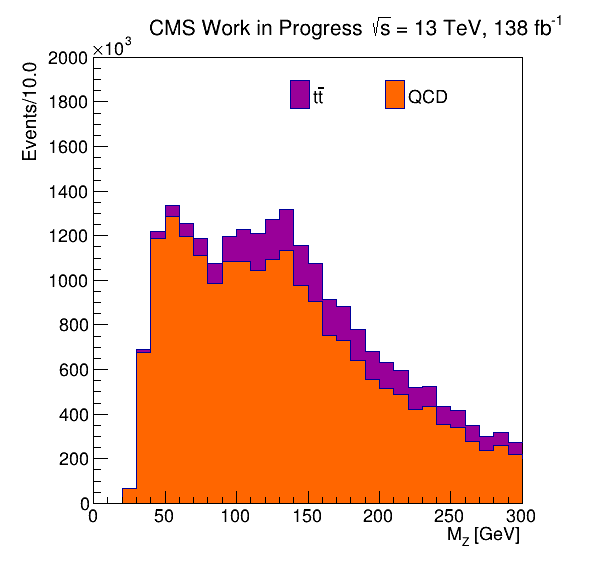 CMS Work in Progress √s = 13 TeV, 138 fb⁻¹
×10³
Events/10.0
2000
1800
1600
1400
1200
1000
800
600
400
200
0
tt̄
QCD
0 50 100 150 200 250 300
M_Z [GeV]